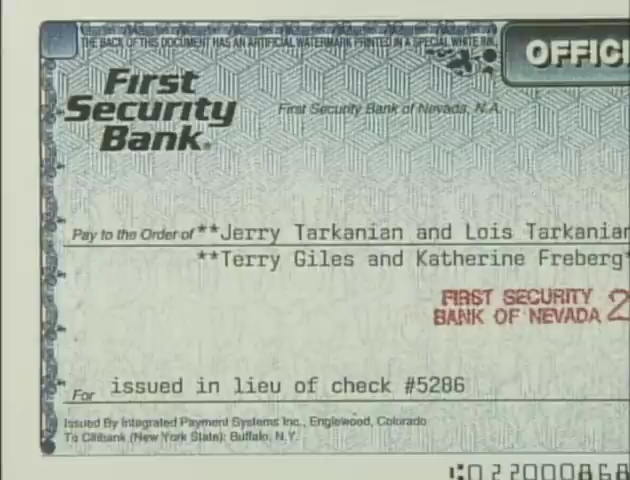 THE BACK OF THIS DOCUMENT HAS AN ARTIFICIAL WATERMARK PRINTED IN A SPECIAL WHITE INK.
OFFICI
First
Security
Bank.
First Security Bank of Nevada, N.A.
Pay to the Order of **Jerry Tarkanian and Lois Tarkanian
**Terry Giles and Katherine Freberg*
FIRST SECURITY
BANK OF NEVADA 2
For issued in lieu of check #5286
Issued By Integrated Payment Systems Inc., Englewood, Colorado
To Citibank (New York State); Buffalo, N.Y.
⑆022000868